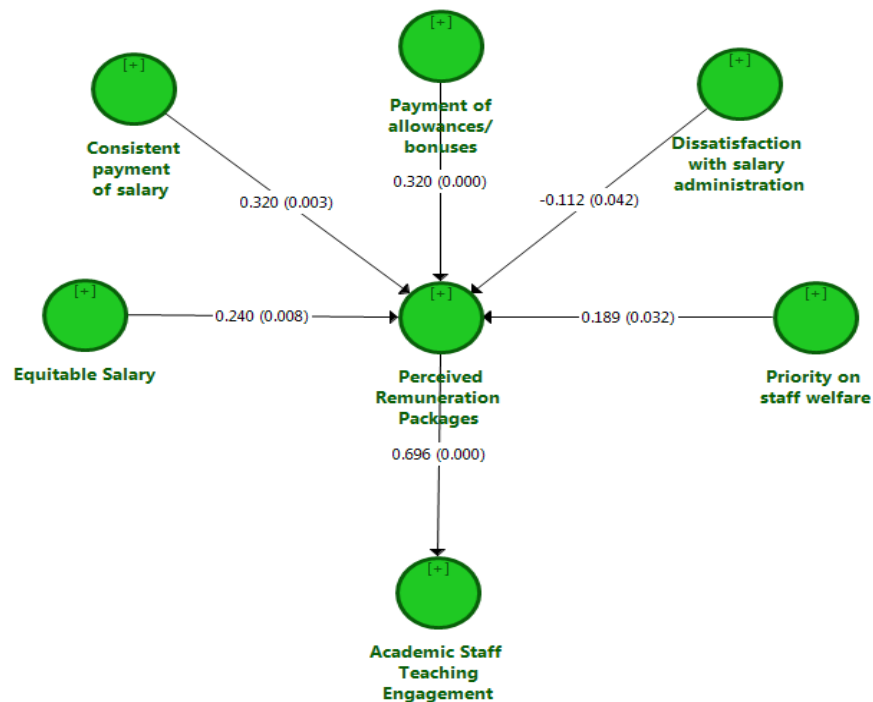 [+]
Payment of
allowances/
bonuses
[+]
Consistent
payment
of salary
[+]
Dissatisfaction
with salary
administration
0.320 (0.003)
0.320 (0.000)
-0.112 (0.042)
[+]
Equitable Salary
0.240 (0.008)
[+]
Perceived
Remuneration
Packages
0.189 (0.032)
[+]
Priority on
staff welfare
0.696 (0.000)
[+]
Academic Staff
Teaching
Engagement